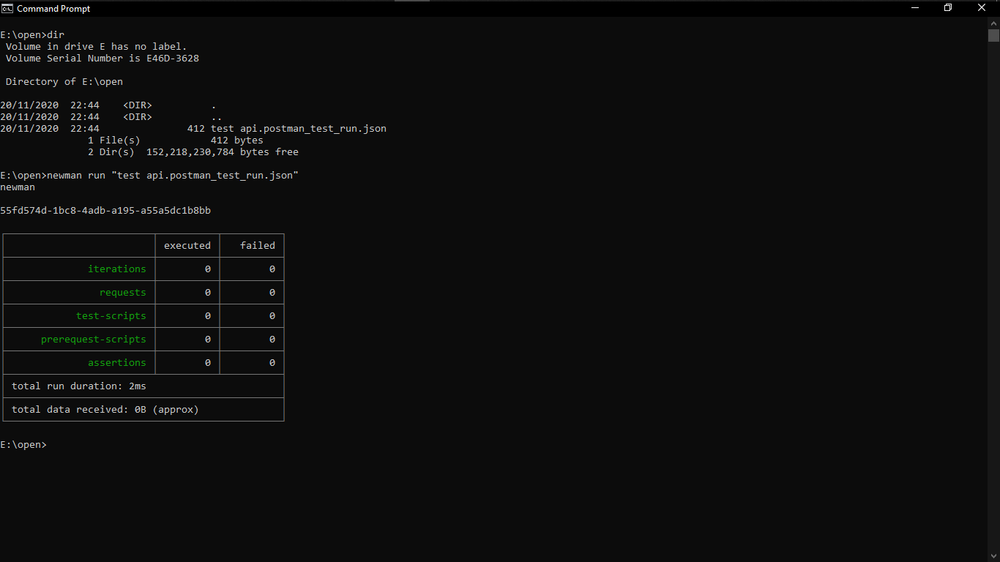 Command Prompt
E:\open>dir
Volume in drive E has no label.
Volume Serial Number is E46D-3628
Directory of E:\open
20/11/2020  22:44    <DIR>          .
20/11/2020  22:44    <DIR>          ..
20/11/2020  22:44               412 test api.postman_test_run.json
1 File(s)            412 bytes
2 Dir(s)  152,218,230,784 bytes free
E:\open>newman run "test api.postman_test_run.json"
newman
55fd574d-1bc8-4adb-a195-a55a5dc1b8bb
executed failed
iterations 0 0
requests 0 0
test-scripts 0 0
prerequest-scripts 0 0
assertions 0 0
total run duration: 2ms
total data received: 0B (approx)
E:\open>